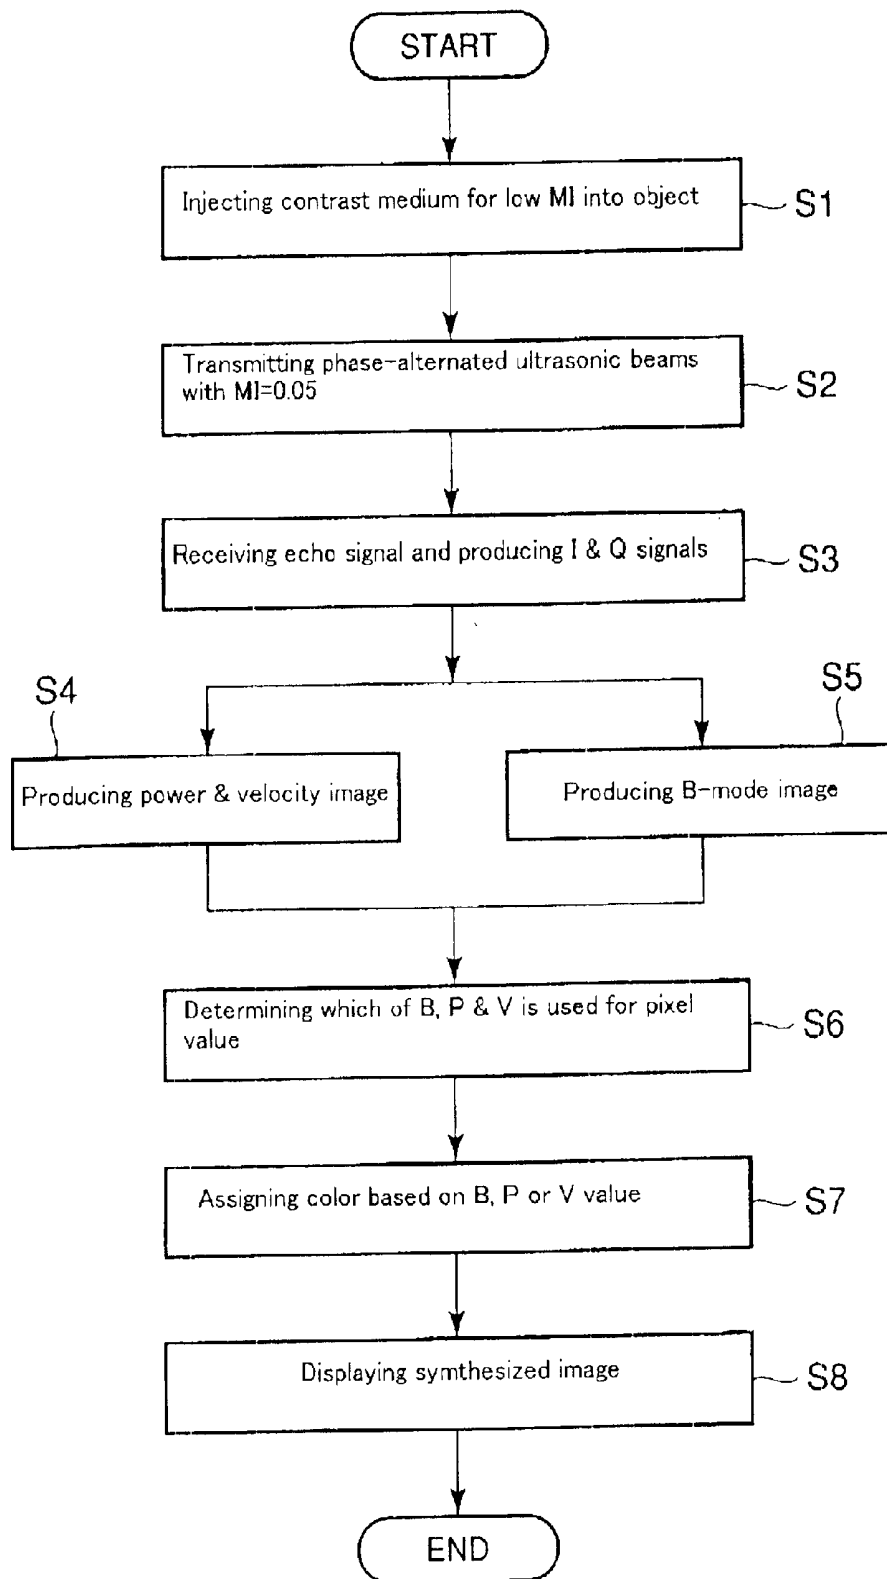 START
Injecting contrast medium for low MI into object
S1
Transmitting phase-alternated ultrasonic beams
with MI=0.05
S2
Receiving echo signal and producing I & Q signals
S3
S4
S5
Producing power & velocity image
Producing B-mode image
Determining which of B, P & V is used for pixel
value
S6
Assigning color based on B, P or V value
S7
Displaying symthesized image
S8
END